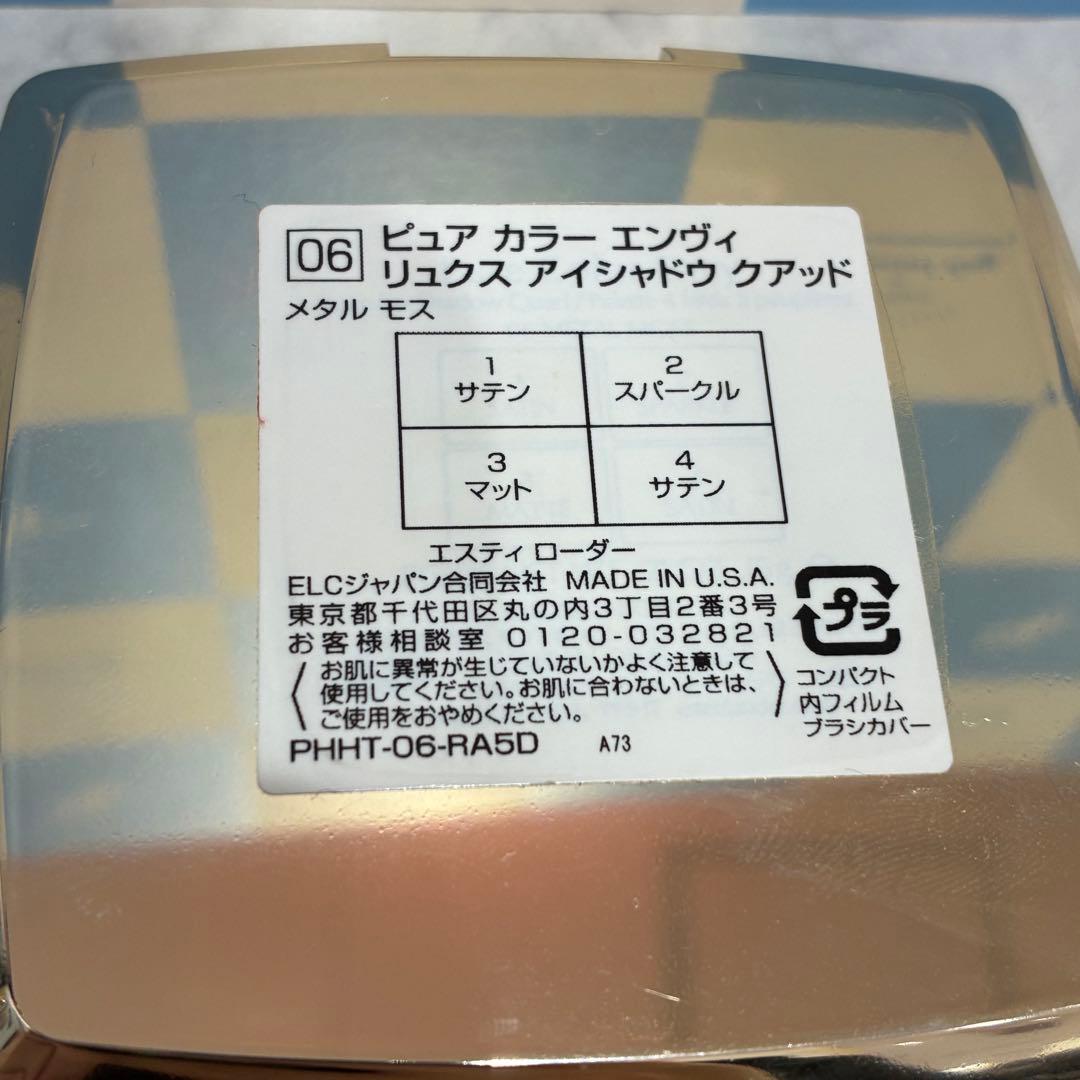 06 ピュア カラー エンヴィ
リュクス アイシャドウ クアッド
メタル モス
1 2
サテン スパークル
3 4
マット サテン
エスティ ローダー
ELCジャパン合同会社 MADE IN U.S.A.
東京都千代田区丸の内3丁目2番3号
お客様相談室 0120-032821
お肌に異常が生じていないかよく注意して
使用してください。お肌に合わないときは、
ご使用をおやめください。
プラ
コンパクト
内フィルム
ブラシカバー
PHHT-06-RA5D A73